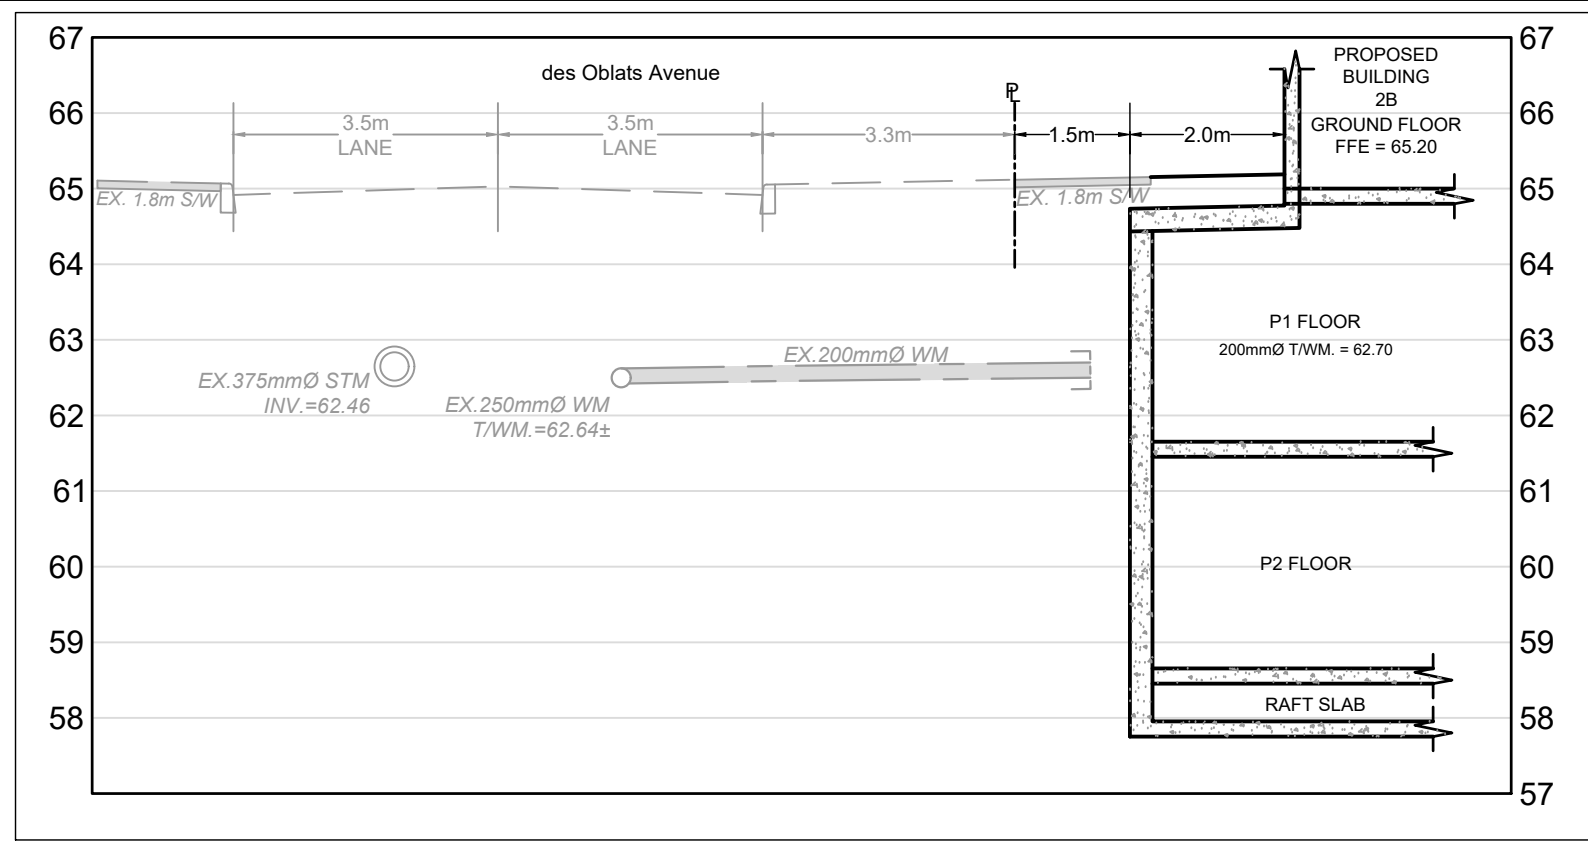 67
67
des Oblats Avenue
PROPOSED
BUILDING
2B
GROUND FLOOR
FFE = 65.20
PL
66
66
3.5m
LANE
3.5m
LANE
3.3m
1.5m
2.0m
65
65
EX. 1.8m S/W
EX. 1.8m S/W
64
64
63
63
P1 FLOOR
200mmØ T/WM. = 62.70
EX.200mmØ WM
EX.375mmØ STM
INV.=62.46
EX.250mmØ WM
T/WM.=62.64±
62
62
61
61
60
60
P2 FLOOR
59
59
RAFT SLAB
58
58
57